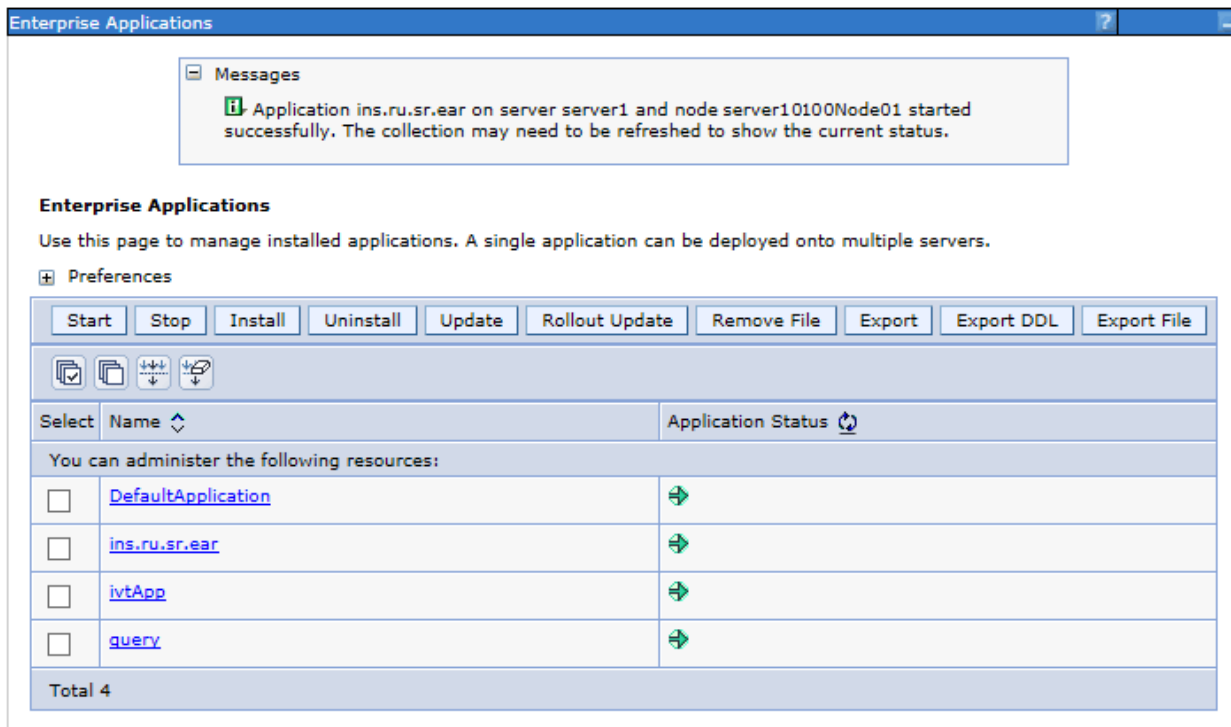 Enterprise Applications ?
Messages
Application ins.ru.sr.ear on server server1 and node server10100Node01 started
successfully. The collection may need to be refreshed to show the current status.
Enterprise Applications
Use this page to manage installed applications. A single application can be deployed onto multiple servers.
Preferences
Start Stop Install Uninstall Update Rollout Update Remove File Export Export DDL Export File
Select Name Application Status
You can administer the following resources:
DefaultApplication
ins.ru.sr.ear
ivtApp
query
Total 4